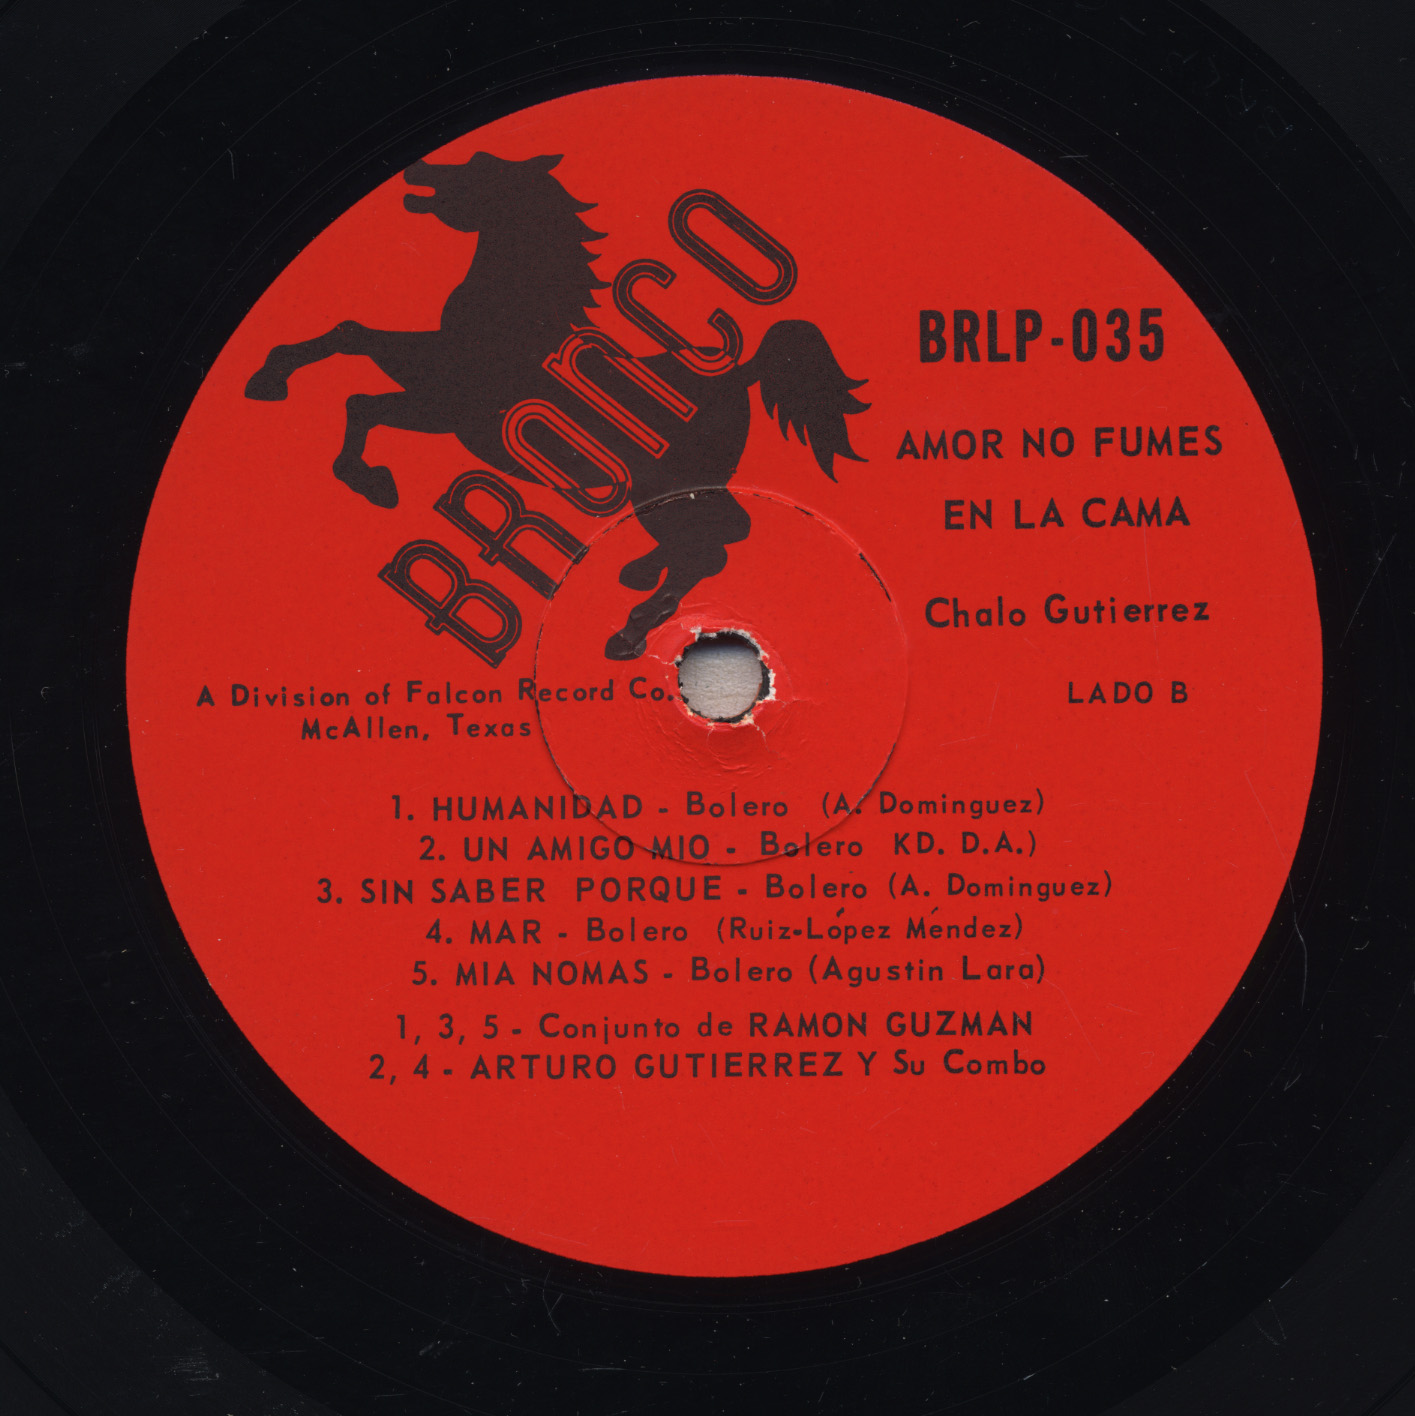 BRONCO
BRLP-035
AMOR NO FUMES
EN LA CAMA
Chalo Gutierrez
A Division of Falcon Record Co.
McAllen, Texas
LADO B
1. HUMANIDAD - Bolero (A. Dominguez)
2. UN AMIGO MIO - Bolero KD. D.A.)
3. SIN SABER PORQUE - Bolero (A. Dominguez)
4. MAR - Bolero (Ruiz-López Méndez)
5. MIA NOMAS - Bolero (Agustin Lara)
1, 3, 5 - Conjunto de RAMON GUZMAN
2, 4 - ARTURO GUTIERREZ Y Su Combo